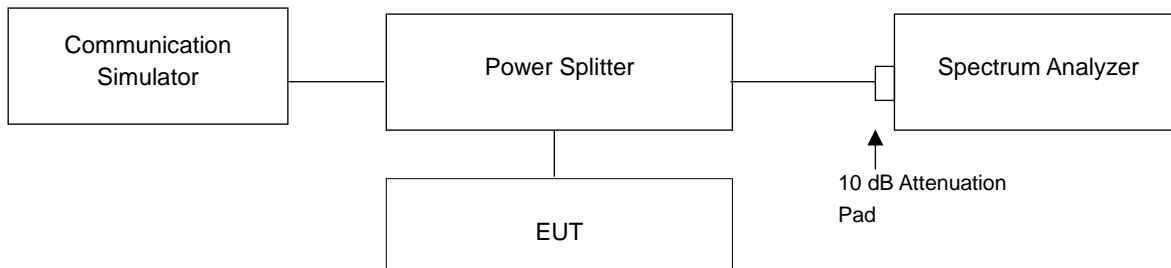 Communication
Simulator
Power Splitter
Spectrum Analyzer
10 dB Attenuation
Pad
EUT